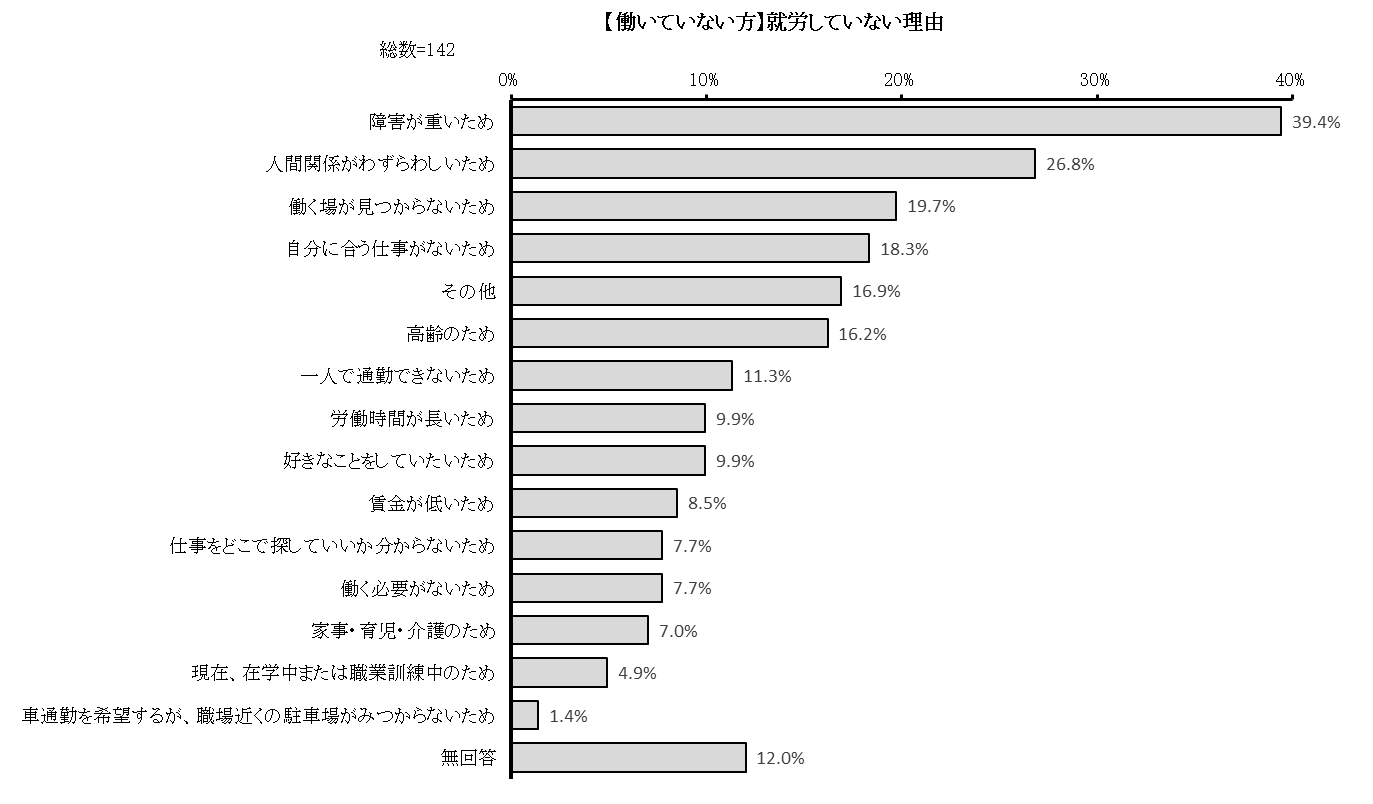 【働いていない方】就労していない理由
総数=142
0% 10% 20% 30% 40%
障害が重いため 39.4%
人間関係がわずらわしいため 26.8%
働く場が見つからないため 19.7%
自分に合う仕事がないため 18.3%
その他 16.9%
高齢のため 16.2%
一人で通勤できないため 11.3%
労働時間が長いため 9.9%
好きなことをしていたいため 9.9%
賃金が低いため 8.5%
仕事をどこで探していいか分からないため 7.7%
働く必要がないため 7.7%
家事・育児・介護のため 7.0%
現在、在学中または職業訓練中のため 4.9%
車通勤を希望するが、職場近くの駐車場がみつからないため 1.4%
無回答 12.0%